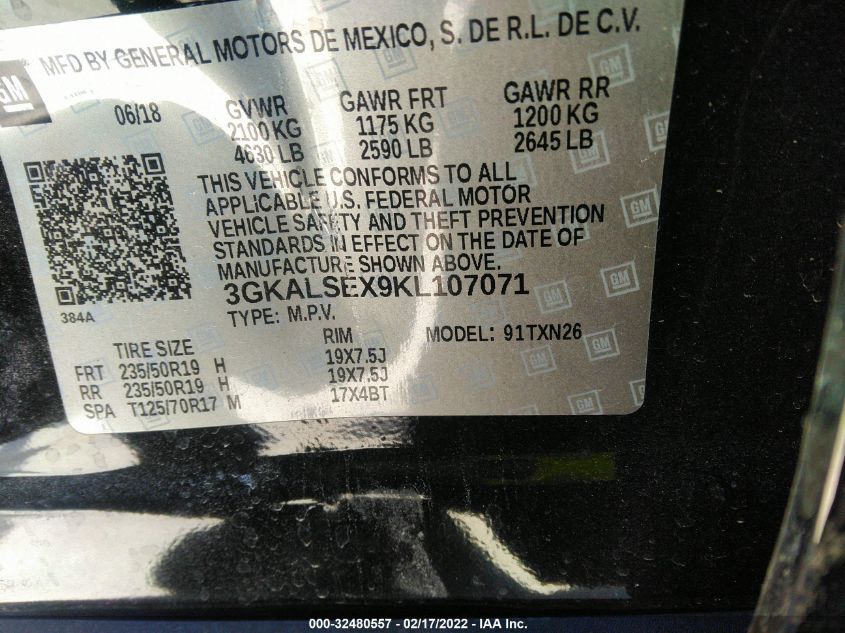 MFD BY GENERAL MOTORS DE MEXICO, S. DE R.L. DE C.V.
GM
06/18 GVWR GAWR FRT GAWR RR
2100 KG 1175 KG 1200 KG
4630 LB 2590 LB 2645 LB
THIS VEHICLE CONFORMS TO ALL
APPLICABLE U.S. FEDERAL MOTOR
VEHICLE SAFETY AND THEFT PREVENTION
STANDARDS IN EFFECT ON THE DATE OF
MANUFACTURE SHOWN ABOVE.
3GKALSEX9KL107071
384A
TYPE: M.P.V.
MODEL: 91TXN26
TIRE SIZE RIM
FRT 235/50R19 H 19X7.5J
RR 235/50R19 H 19X7.5J
SPA T125/70R17 M 17X4BT
000-32480557 - 02/17/2022 - IAA Inc.